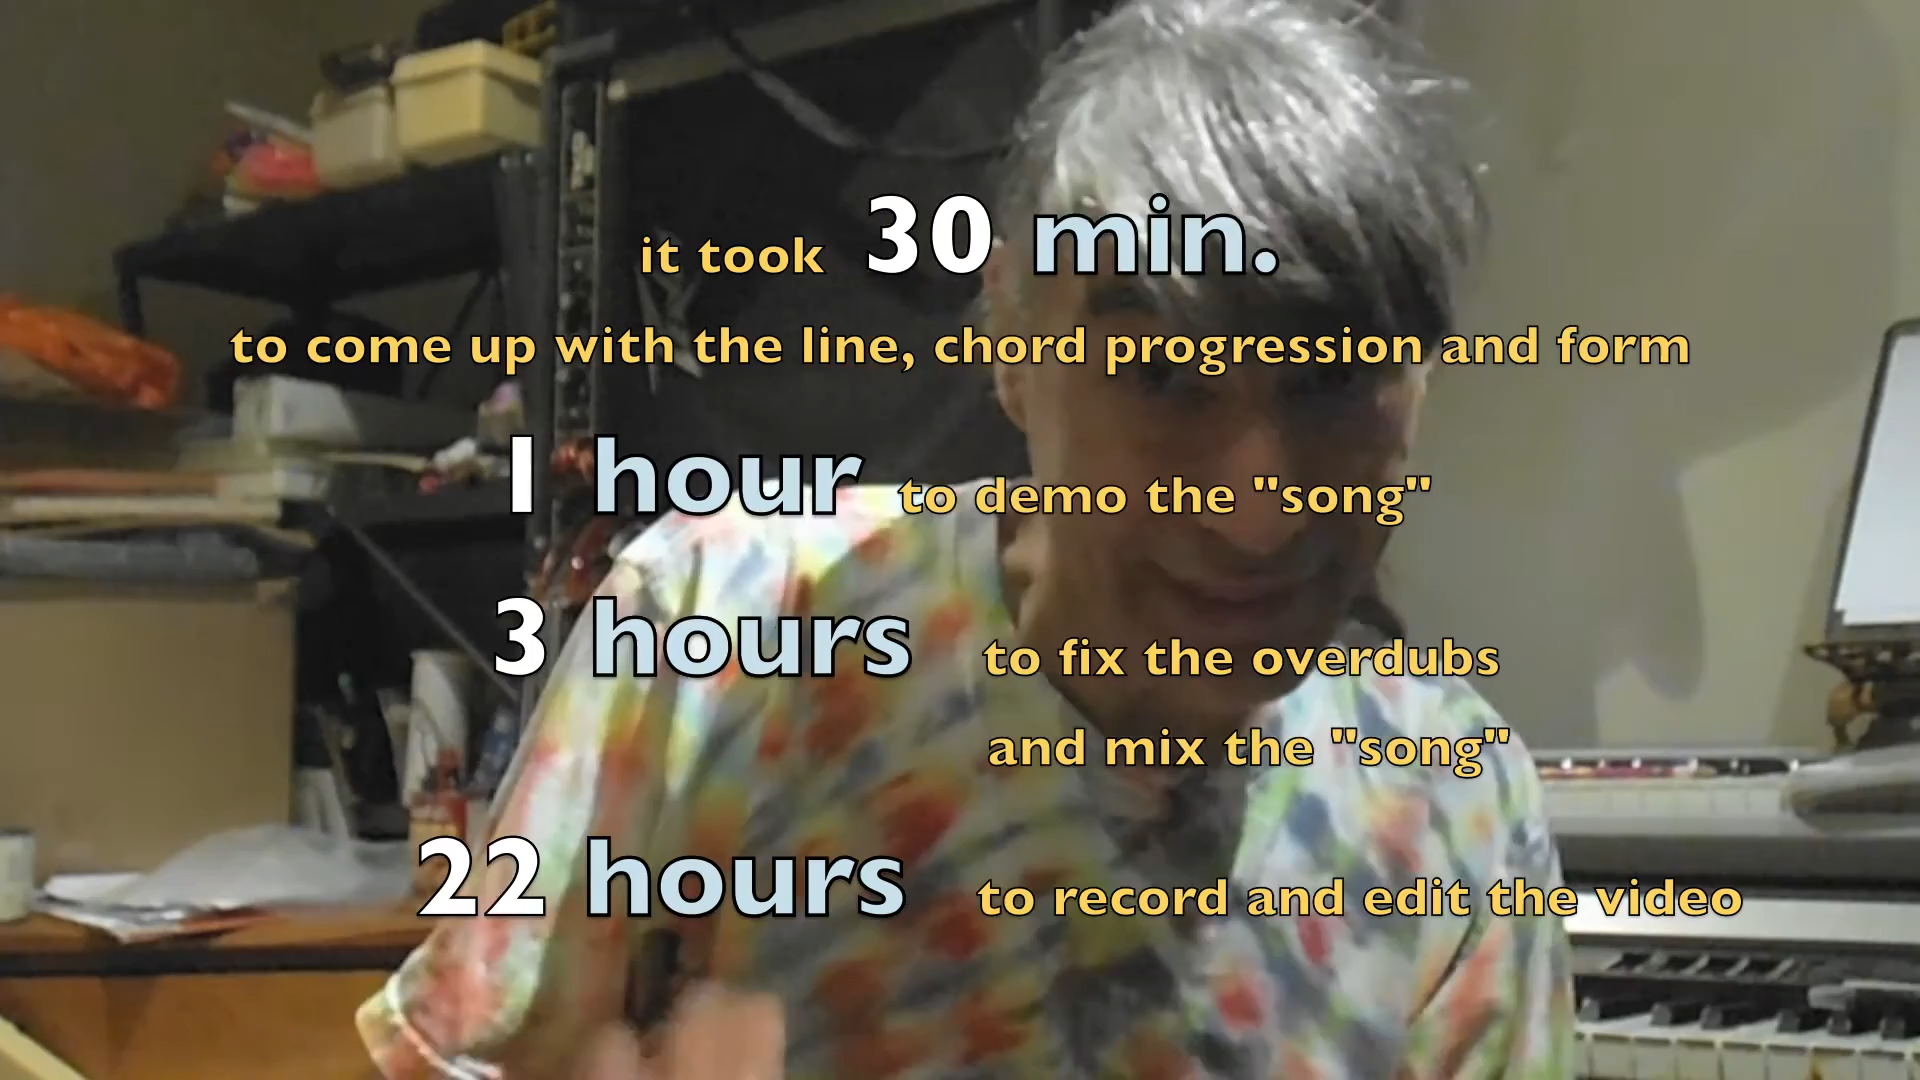 it took 30 min.
to come up with the line, chord progression and form
1 hour to demo the "song"
3 hours to fix the overdubs
and mix the "song"
22 hours to record and edit the video